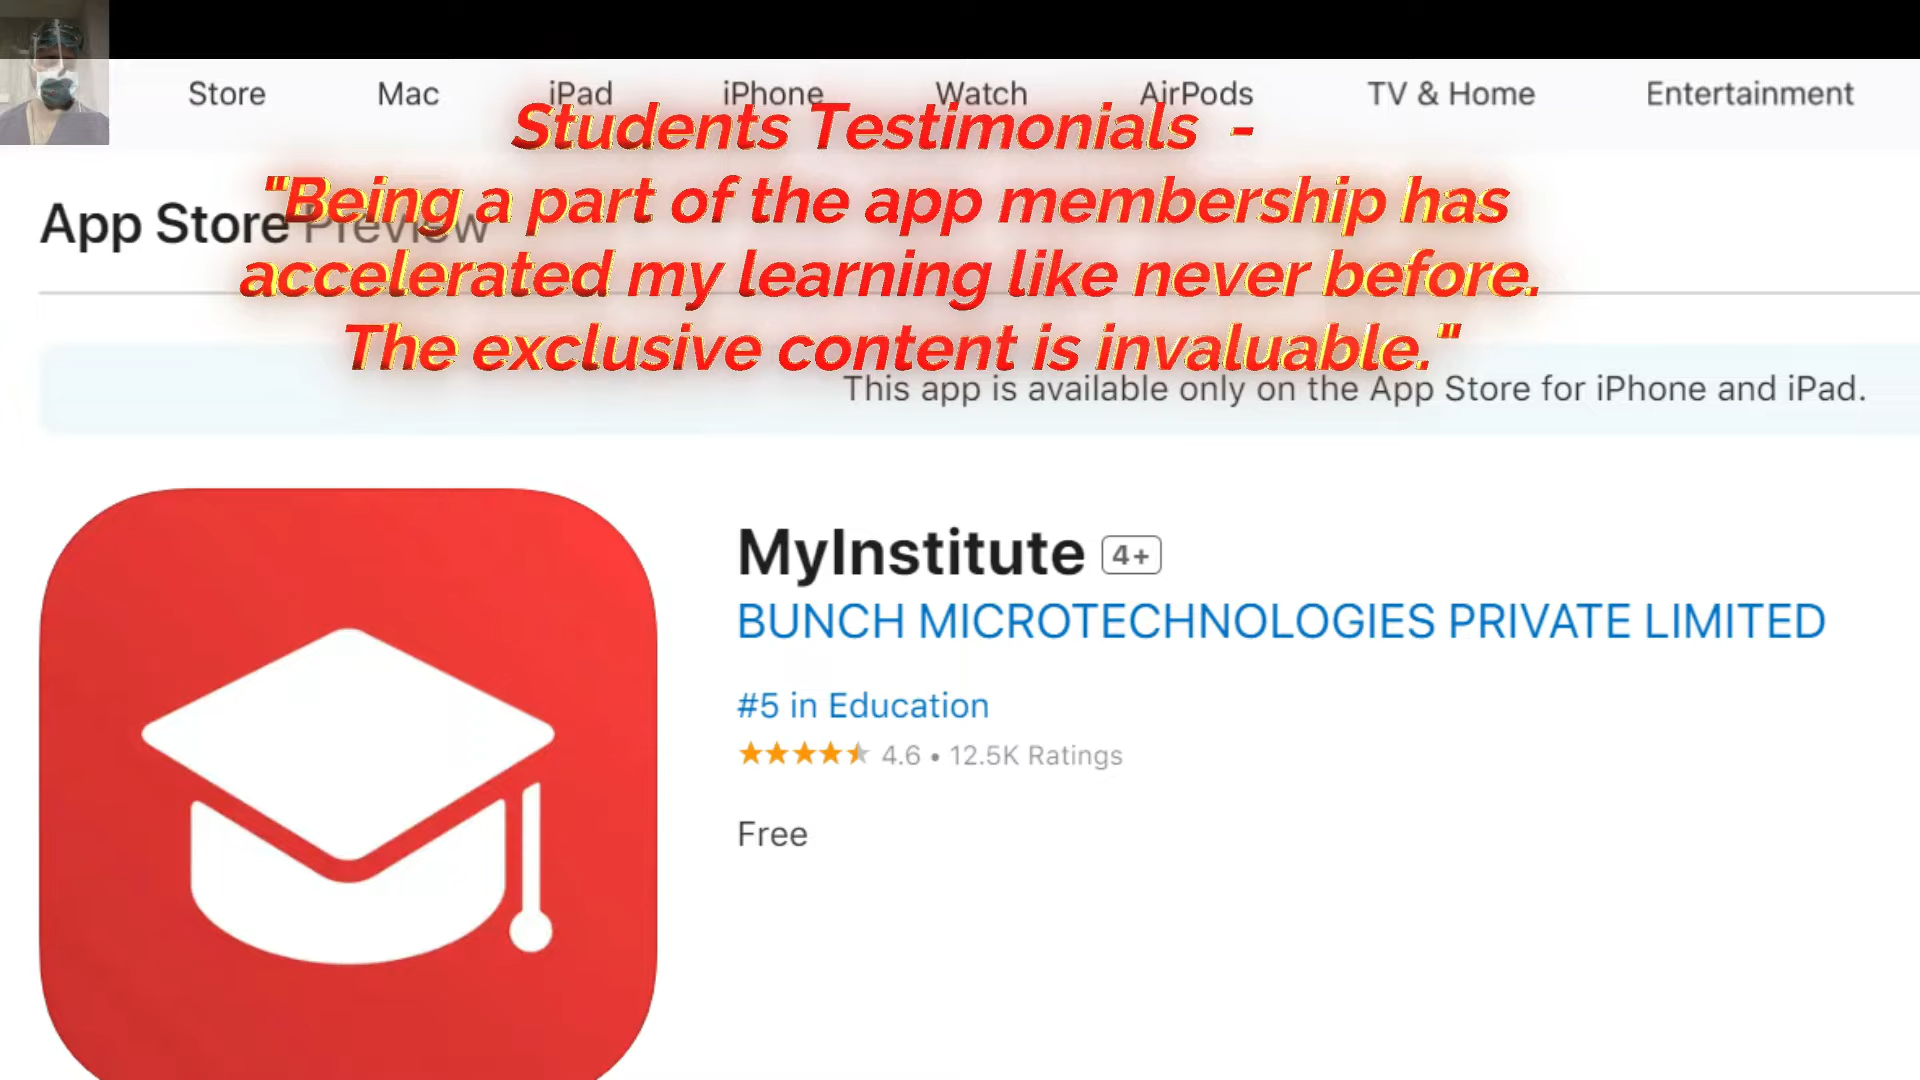 Store Mac iPad iPhone Watch AirPods TV & Home Entertainment
Students Testimonials -
"Being a part of the app membership has
accelerated my learning like never before.
The exclusive content is invaluable."
App Store Preview
This app is available only on the App Store for iPhone and iPad.
MyInstitute 4+
BUNCH MICROTECHNOLOGIES PRIVATE LIMITED
#5 in Education
4.6 • 12.5K Ratings
Free